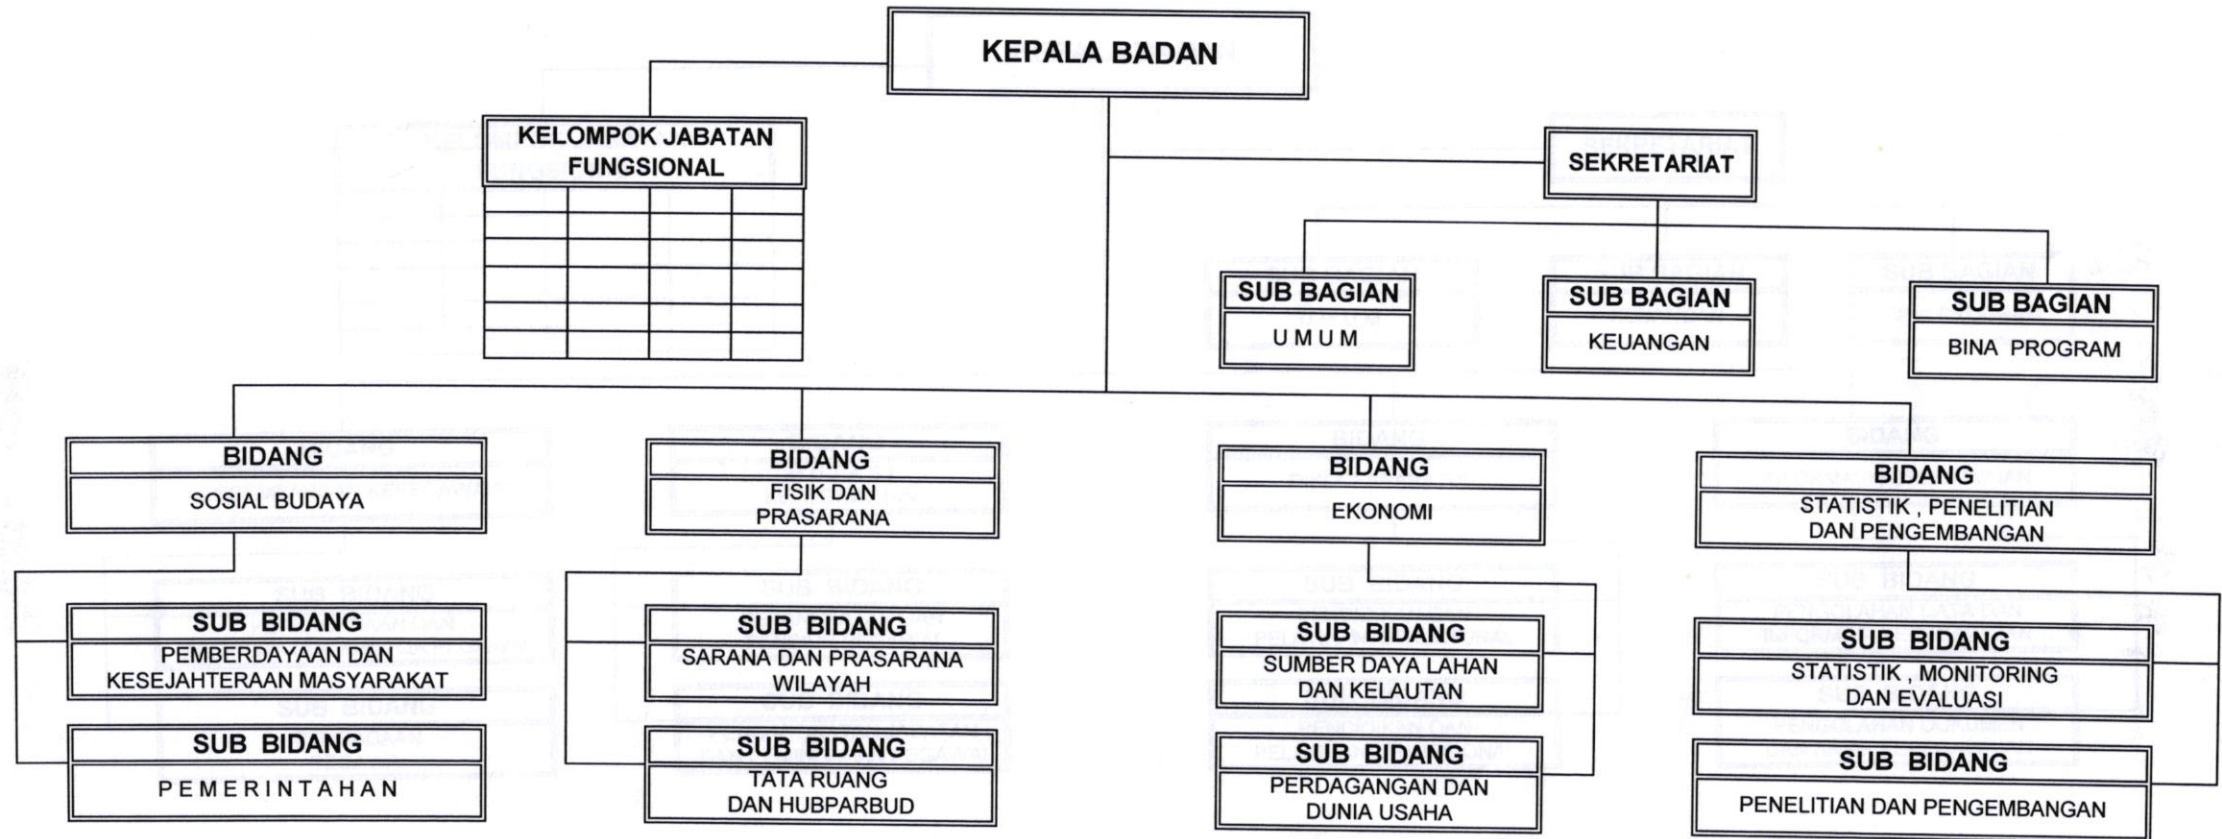 KEPALA BADAN
KELOMPOK JABATAN
FUNGSIONAL
SEKRETARIAT
SUB BAGIAN
U M U M
SUB BAGIAN
KEUANGAN
SUB BAGIAN
BINA PROGRAM
BIDANG
SOSIAL BUDAYA
BIDANG
FISIK DAN
PRASARANA
BIDANG
EKONOMI
BIDANG
STATISTIK , PENELITIAN
DAN PENGEMBANGAN
SUB BIDANG
PEMBERDAYAAN DAN
KESEJAHTERAAN MASYARAKAT
SUB BIDANG
P E M E R I N T A H A N
SUB BIDANG
SARANA DAN PRASARANA
WILAYAH
SUB BIDANG
TATA RUANG
DAN HUBPARBUD
SUB BIDANG
SUMBER DAYA LAHAN
DAN KELAUTAN
SUB BIDANG
PERDAGANGAN DAN
DUNIA USAHA
SUB BIDANG
STATISTIK , MONITORING
DAN EVALUASI
SUB BIDANG
PENELITIAN DAN PENGEMBANGAN